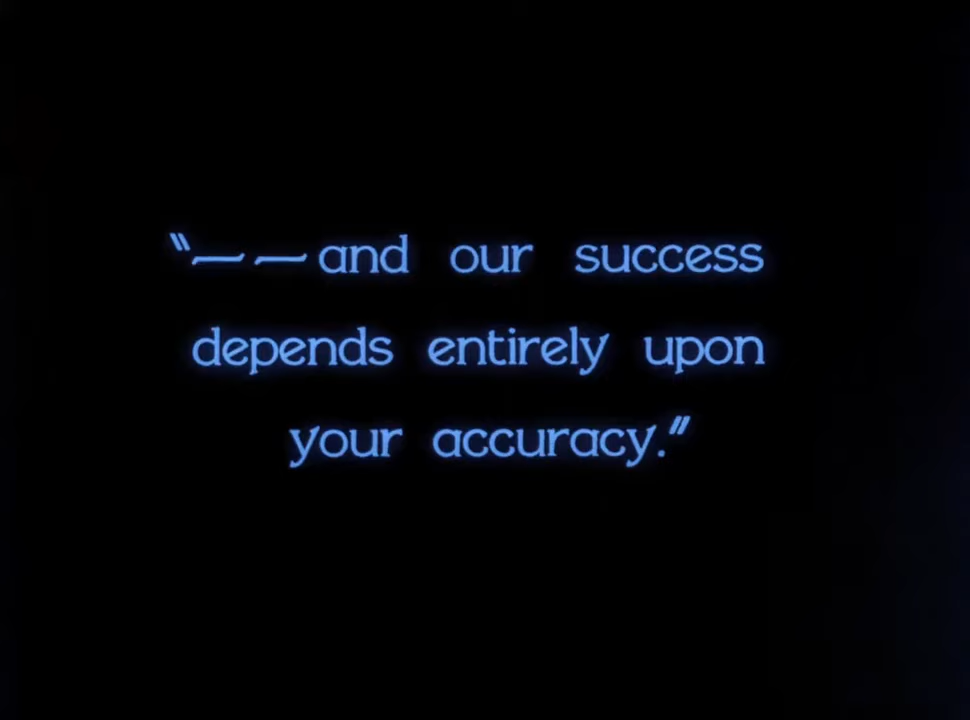 "— — and our success
depends entirely upon
your accuracy."